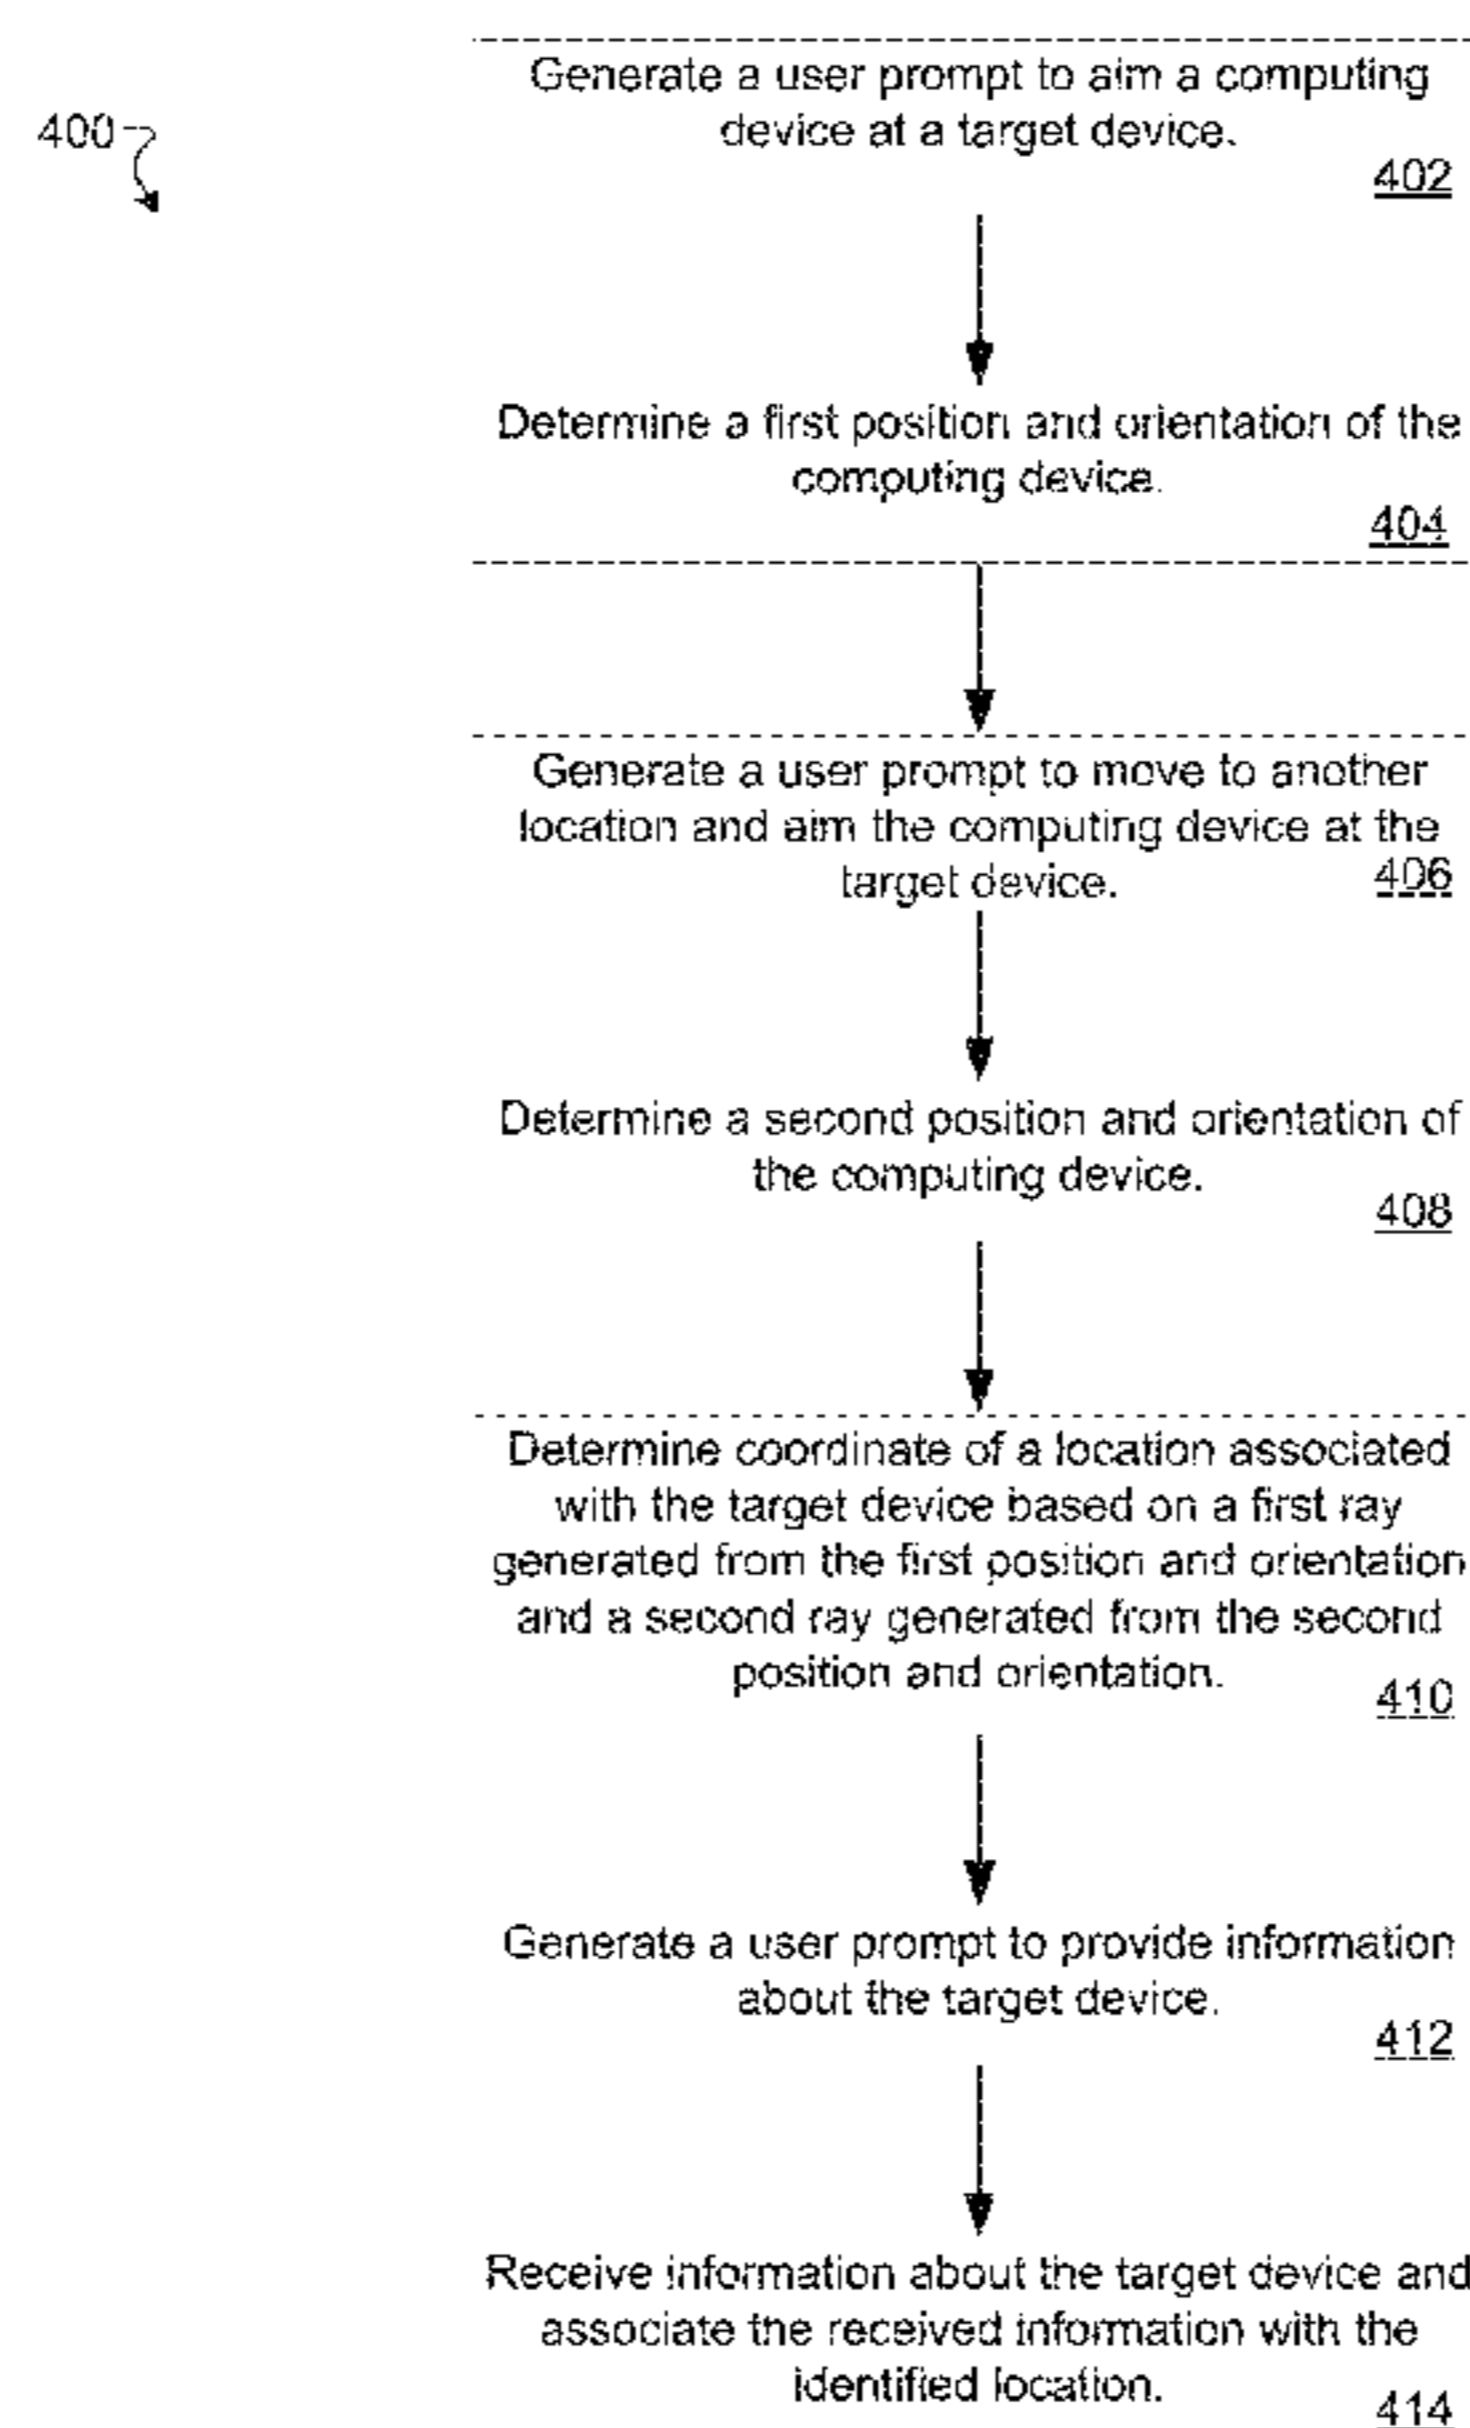 Generate a user prompt to aim a computing
device at a target device.
400
402
Determine a first position and orientation of the
computing device.
404
Generate a user prompt to move to another
location and aim the computing device at the
target device.
406
Determine a second position and orientation of
the computing device.
408
Determine coordinate of a location associated
with the target device based on a first ray
generated from the first position and orientation
and a second ray generated from the second
position and orientation.
410
Generate a user prompt to provide information
about the target device.
412
Receive information about the target device and
associate the received information with the
identified location.
414